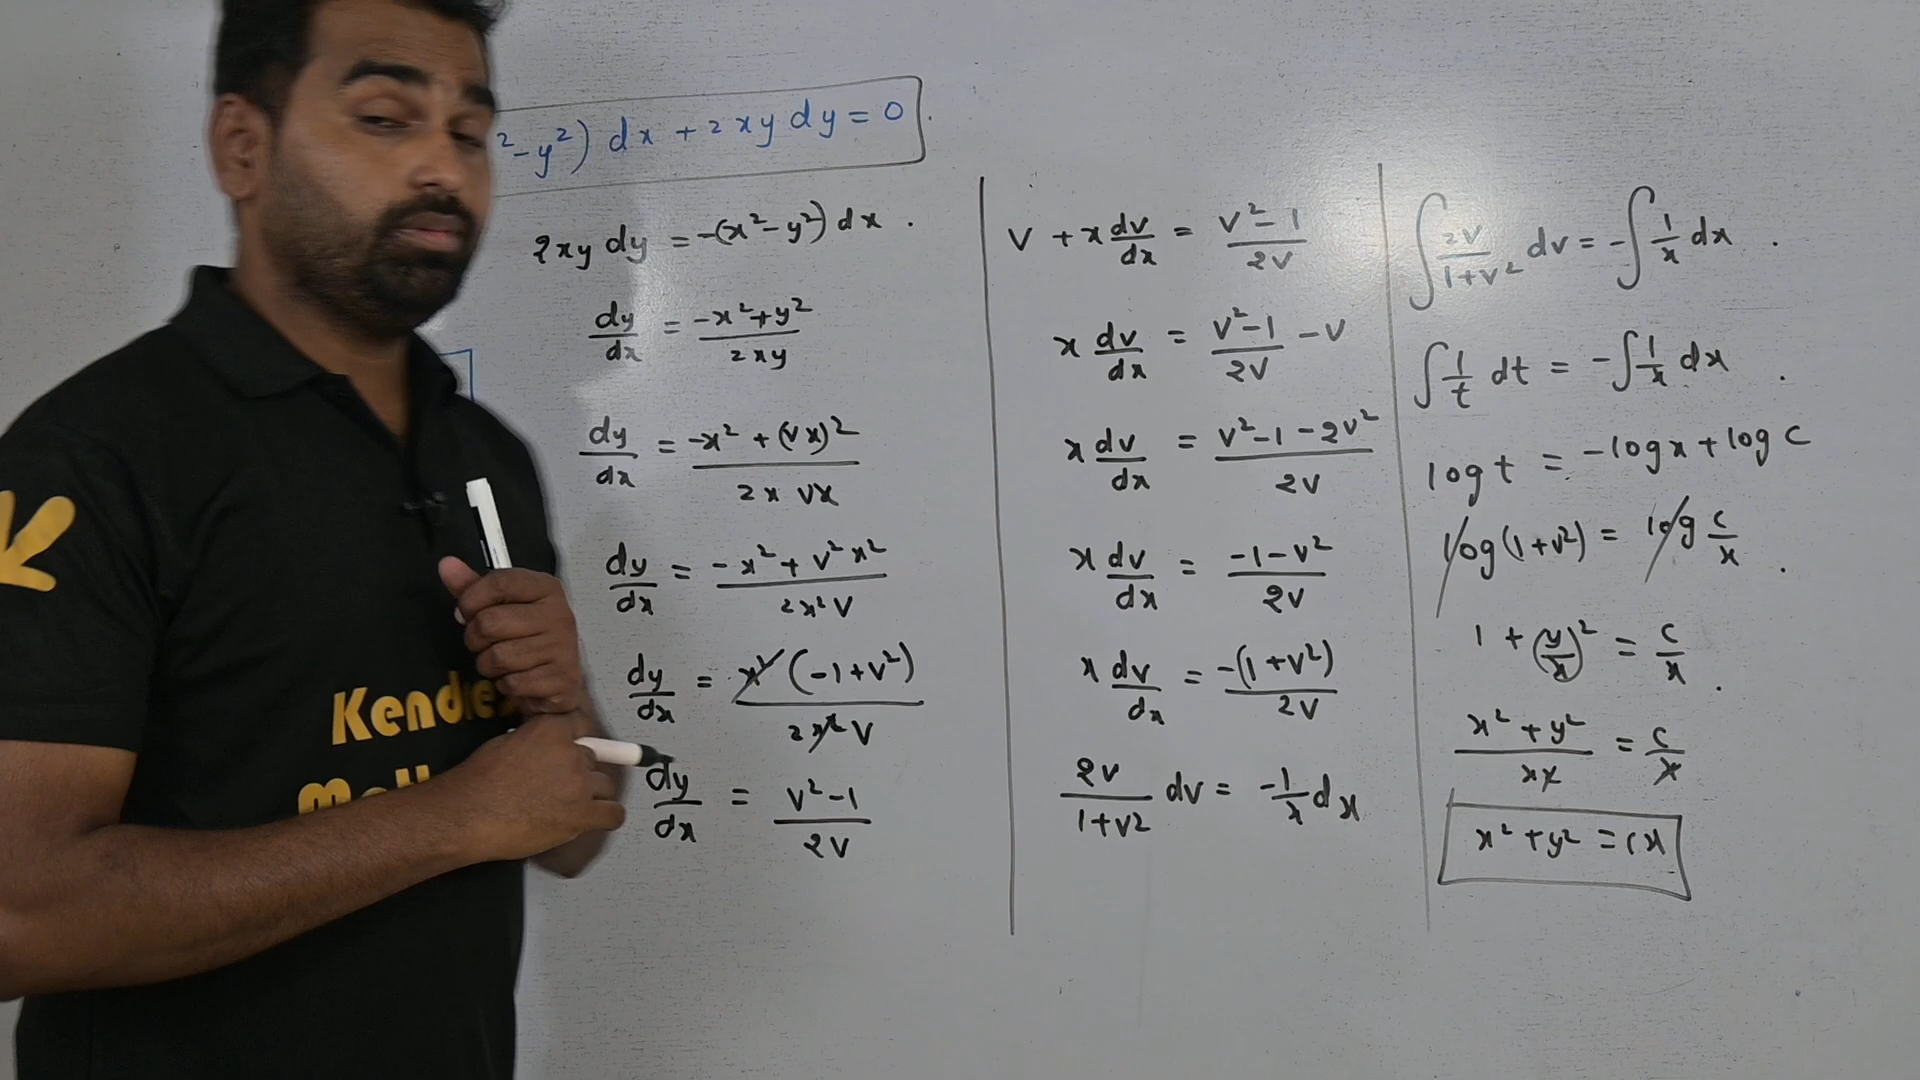 ²-y²) dx + 2xy dy = 0
2xy dy = -(x²-y²) dx .
dy/dx = -x²+y²/2xy
dy/dx = -x² + (vx)²/2x vx
dy/dx = -x² + v²x²/2x²v
dy/dx = x² (-1+v²)/2x²v
dy/dx = v²-1/2v
v + x dv/dx = v²-1/2v
x dv/dx = v²-1/2v - v
x dv/dx = v²-1-2v²/2v
x dv/dx = -1-v²/2v
x dv/dx = -(1+v²)/2v
2v/1+v² dv = -1/x dx
∫ 2v/1+v² dv = -∫ 1/x dx .
∫ 1/t dt = -∫ 1/x dx .
log t = -log x + log c
log(1+v²) = log c/x .
1 + (y/x)² = c/x .
x² + y²/xx = c/x
x² + y² = cx